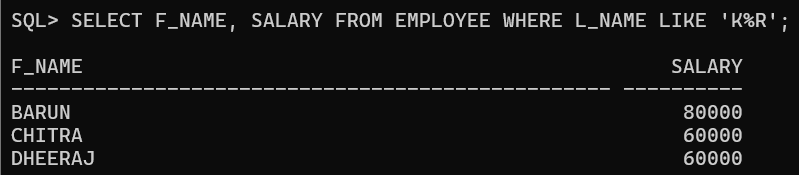 SQL> SELECT F_NAME, SALARY FROM EMPLOYEE WHERE L_NAME LIKE 'K%R';
F_NAME SALARY
-------------------------------------------------- ----------
BARUN 80000
CHITRA 60000
DHEERAJ 60000